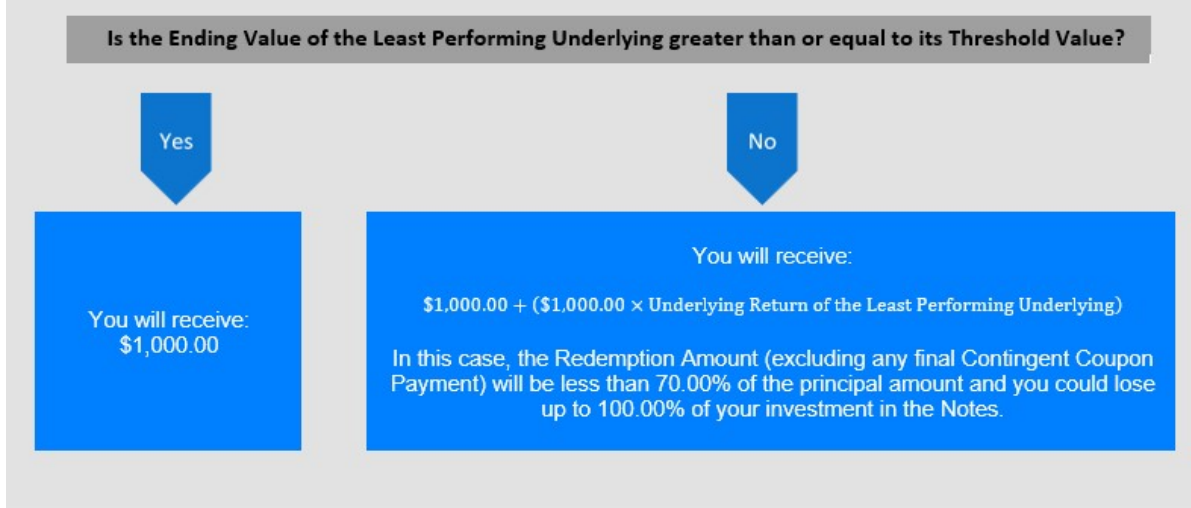 Is the Ending Value of the Least Performing Underlying greater than or equal to its Threshold Value?
Yes
No
You will receive:
$1,000.00
You will receive:
$1,000.00 + ($1,000.00 × Underlying Return of the Least Performing Underlying)
In this case, the Redemption Amount (excluding any final Contingent Coupon
Payment) will be less than 70.00% of the principal amount and you could lose
up to 100.00% of your investment in the Notes.